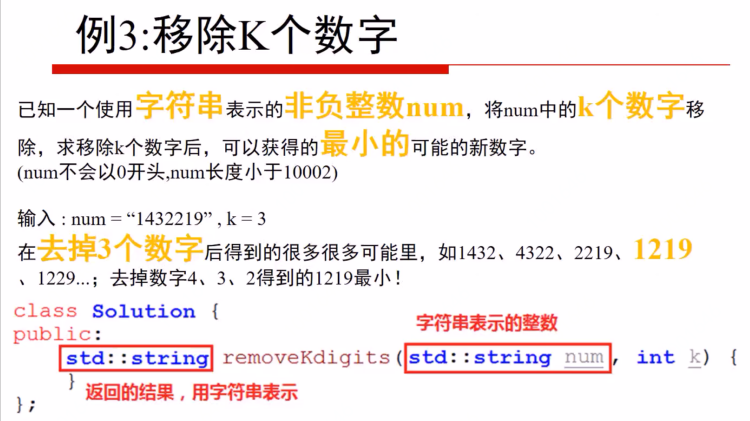 例3:移除K个数字
已知一个使用字符串表示的非负整数num，将num中的k个数字移
除，求移除k个数字后，可以获得的最小的可能的新数字。
(num不会以0开头,num长度小于10002)
输入 : num = “1432219” , k = 3
在去掉3个数字后得到的很多很多可能里，如1432、4322、2219、1219
、1229...；去掉数字4、3、2得到的1219最小！
class Solution {
public:
字符串表示的整数
std::string removeKdigits(std::string num, int k) {
}
返回的结果，用字符串表示
};